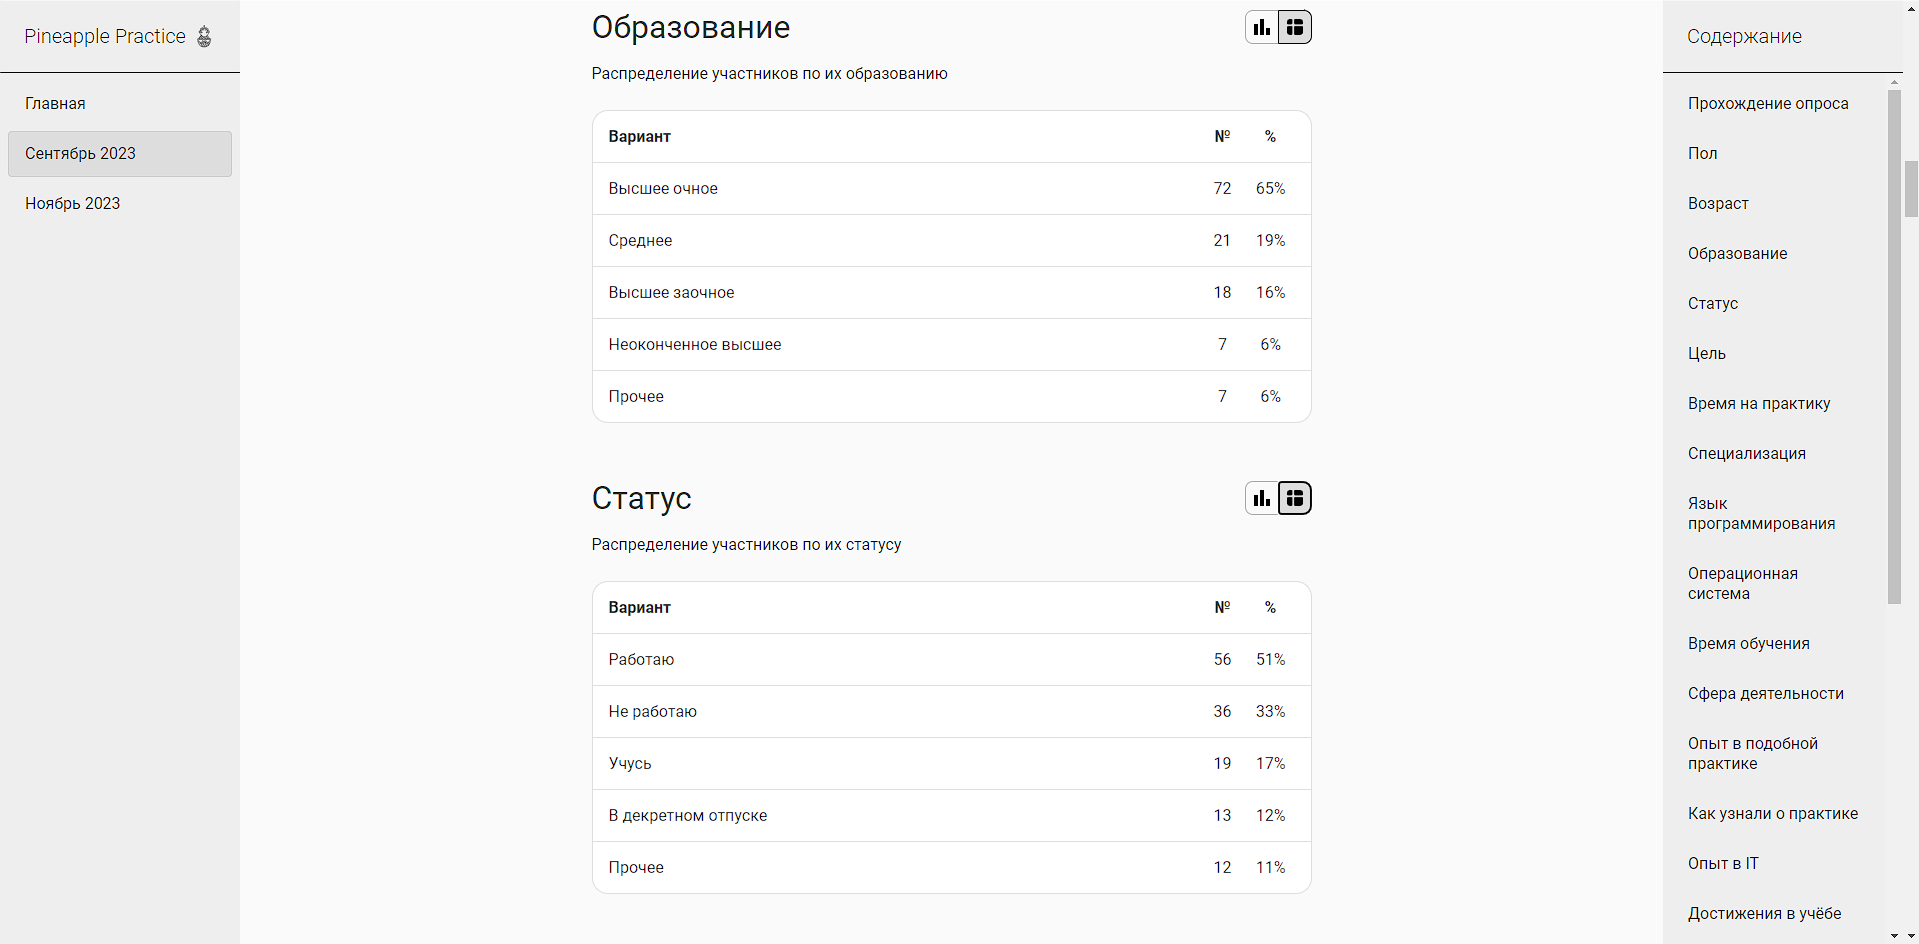 Pineapple Practice
Главная
Сентябрь 2023
Ноябрь 2023
Образование
Распределение участников по их образованию
Вариант № %
Высшее очное 72 65%
Среднее 21 19%
Высшее заочное 18 16%
Неоконченное высшее 7 6%
Прочее 7 6%
Статус
Распределение участников по их статусу
Вариант № %
Работаю 56 51%
Не работаю 36 33%
Учусь 19 17%
В декретном отпуске 13 12%
Прочее 12 11%
Содержание
Прохождение опроса
Пол
Возраст
Образование
Статус
Цель
Время на практику
Специализация
Язык
программирования
Операционная
система
Время обучения
Сфера деятельности
Опыт в подобной
практике
Как узнали о практике
Опыт в IT
Достижения в учёбе